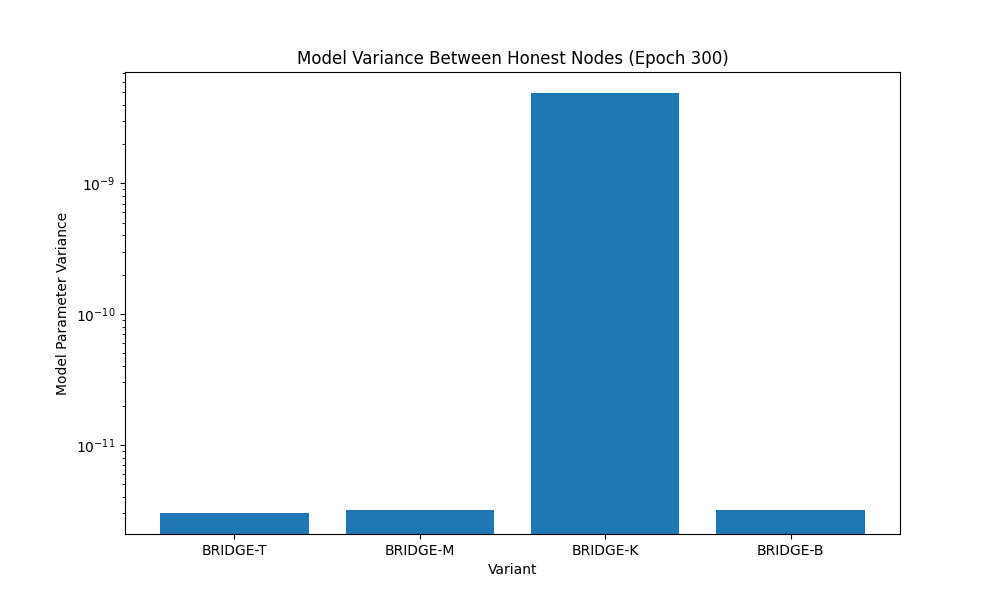 Model Variance Between Honest Nodes (Epoch 300)
Model Parameter Variance
10⁻⁹
10⁻¹⁰
10⁻¹¹
BRIDGE-T BRIDGE-M BRIDGE-K BRIDGE-B
Variant